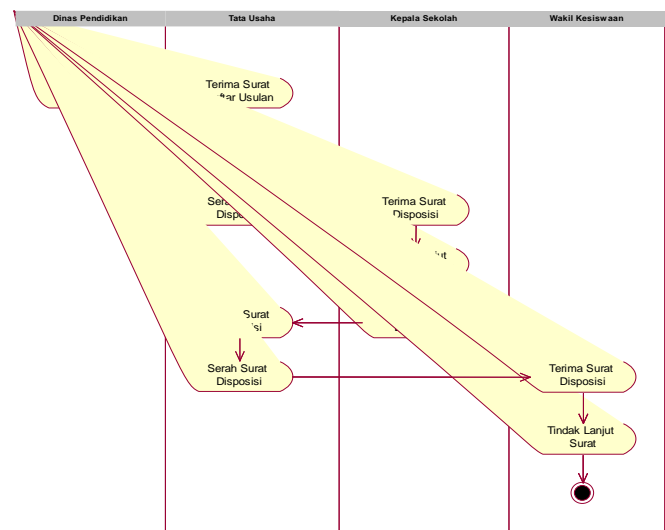 Dinas Pendidikan
Tata Usaha
Kepala Sekolah
Wakil Kesiswaan
Terima Surat
Usulan
Terima Surat
Disposisi
Surat
Serah Surat
Disposisi
Terima Surat
Disposisi
Tindak Lanjut
Surat